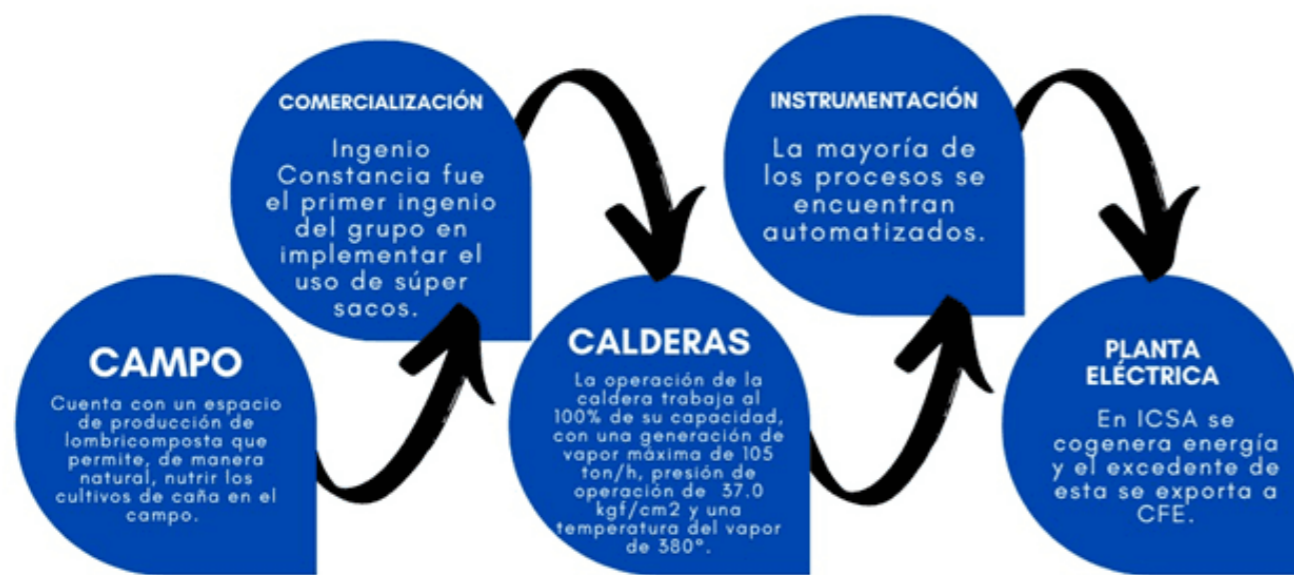 CAMPO
Cuenta con un espacio
de producción de
lombricomposta que
permite, de manera
natural, nutrir los
cultivos de caña en el
campo.
COMERCIALIZACIÓN
Ingenio
Constancia fue
el primer ingenio
del grupo en
implementar el
uso de súper
sacos.
CALDERAS
La operación de la
caldera trabaja al
100% de su capacidad,
con una generación de
vapor máxima de 105
ton/h, presión de
operación de 37.0
kgf/cm2 y una
temperatura del vapor
de 380°.
INSTRUMENTACIÓN
La mayoría de
los procesos se
encuentran
automatizados.
PLANTA
ELÉCTRICA
En ICSA se
cogenera energía
y el excedente de
esta se exporta a
CFE.